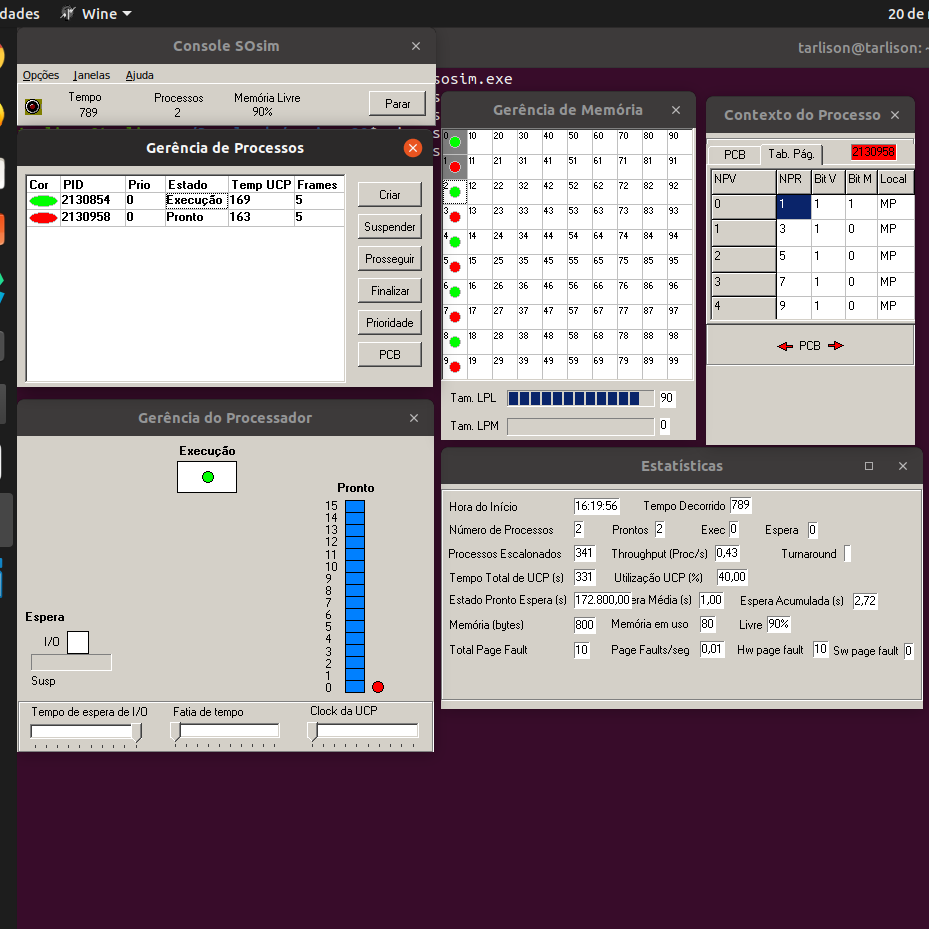 dades Wine 20 de
Console SOsim
tarlison@tarlison: ~
Opções Janelas Ajuda
Tempo Processos Memória Livre
789 2 90% Parar
sosim.exe
Gerência de Processos
Cor PID Prio Estado Temp UCP Frames
2130854 0 Execução 169 5
2130958 0 Pronto 163 5
Criar
Suspender
Prosseguir
Finalizar
Prioridade
PCB
Gerência de Memória
0 10 20 30 40 50 60 70 80 90
1 11 21 31 41 51 61 71 81 91
2 12 22 32 42 52 62 72 82 92
3 13 23 33 43 53 63 73 83 93
4 14 24 34 44 54 64 74 84 94
5 15 25 35 45 55 65 75 85 95
6 16 26 36 46 56 66 76 86 96
7 17 27 37 47 57 67 77 87 97
8 18 28 38 48 58 68 78 88 98
9 19 29 39 49 59 69 79 89 99
Tam. LPL 90
Tam. LPM 0
Contexto do Processo
PCB Tab. Pág. 2130958
NPV NPR Bit V Bit M Local
0 1 1 1 MP
1 3 1 0 MP
2 5 1 0 MP
3 7 1 0 MP
4 9 1 0 MP
PCB
Gerência do Processador
Execução
Pronto
15
14
13
12
11
10
9
8
7
6
5
4
3
2
1
0
Espera
I/O
Susp
Tempo de espera de I/O Fatia de tempo Clock da UCP
Estatísticas
Hora do Início 16:19:56 Tempo Decorrido 789
Número de Processos 2 Prontos 2 Exec 0 Espera 0
Processos Escalonados 341 Throughput (Proc/s) 0,43 Turnaround
Tempo Total de UCP (s) 331 Utilização UCP (%) 40,00
Estado Pronto Espera (s) 172.800,00 era Média (s) 1,00 Espera Acumulada (s) 2,72
Memória (bytes) 800 Memória em uso 80 Livre 90%
Total Page Fault 10 Page Faults/seg 0,01 Hw page fault 10 Sw page fault 0